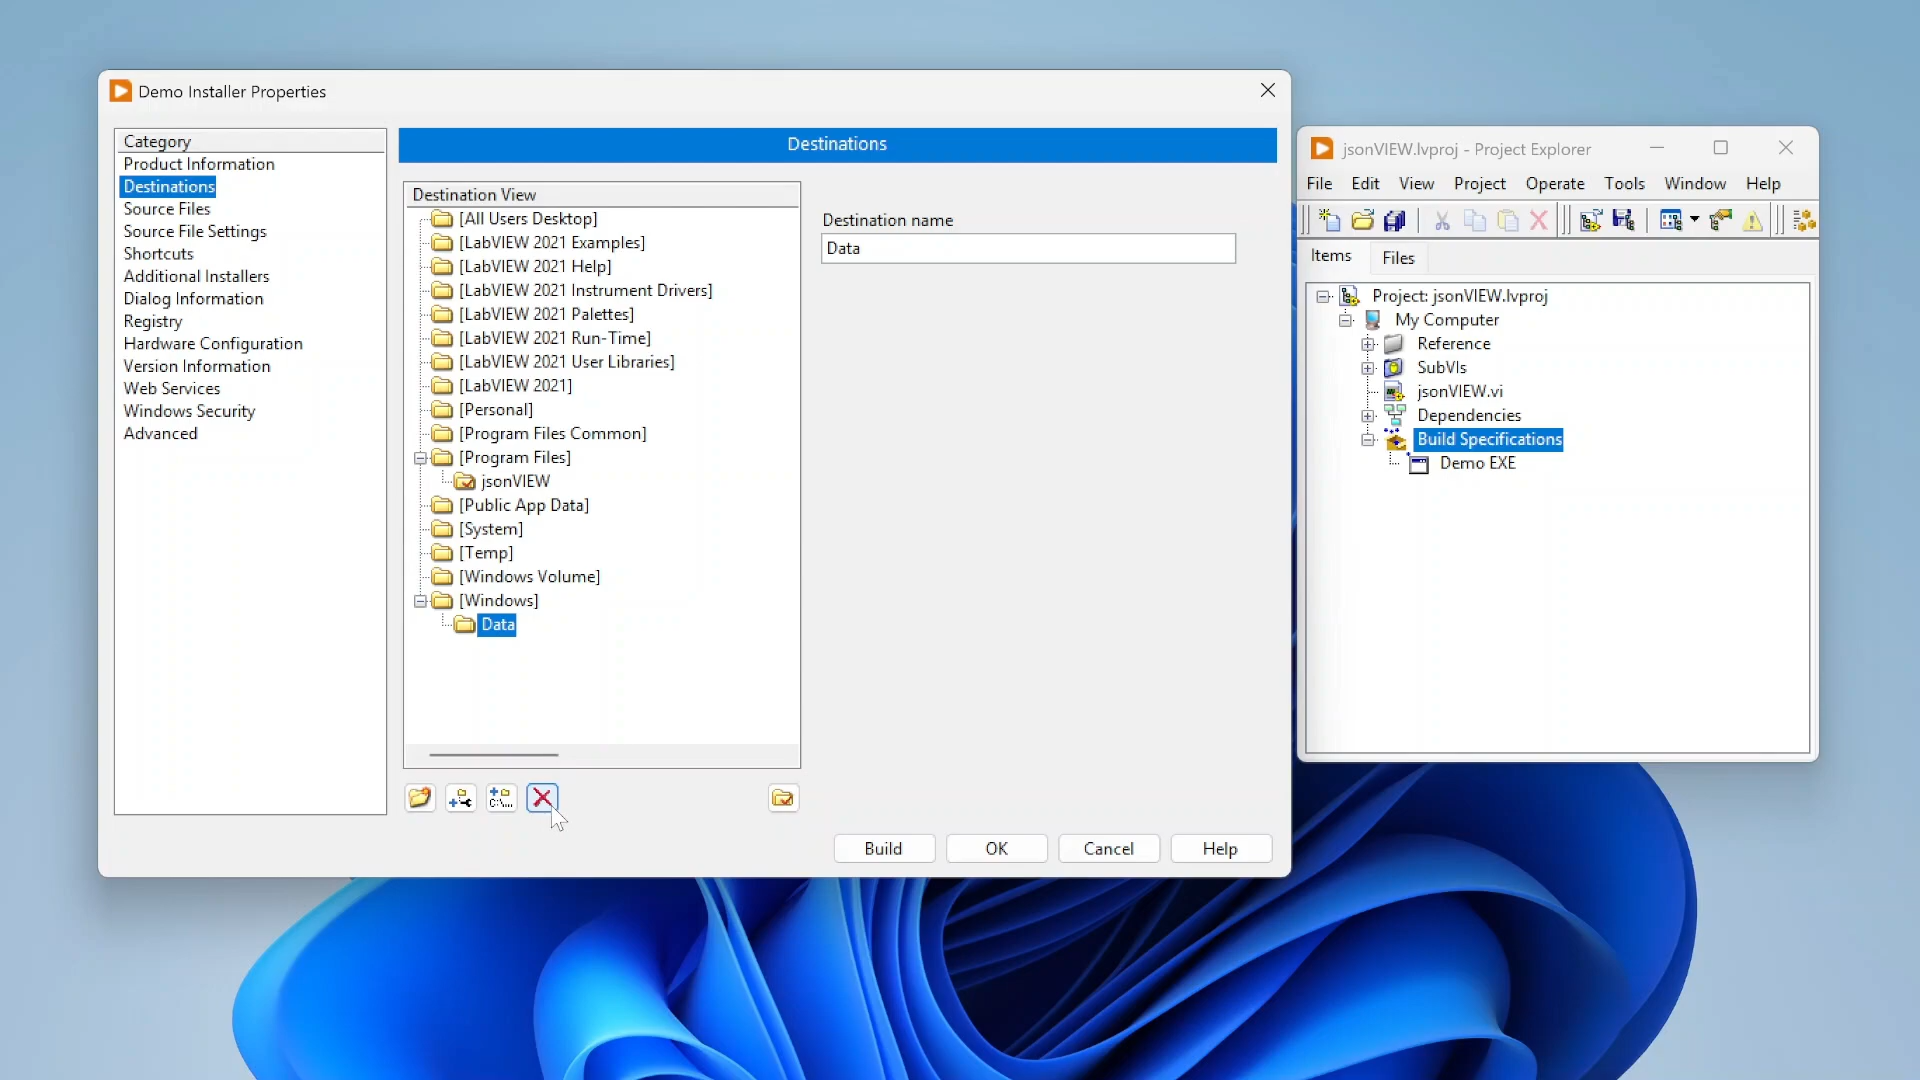 Demo Installer Properties
Category
Product Information
Destinations
Source Files
Source File Settings
Shortcuts
Additional Installers
Dialog Information
Registry
Hardware Configuration
Version Information
Web Services
Windows Security
Advanced
Destinations
Destination View
[All Users Desktop]
[LabVIEW 2021 Examples]
[LabVIEW 2021 Help]
[LabVIEW 2021 Instrument Drivers]
[LabVIEW 2021 Palettes]
[LabVIEW 2021 Run-Time]
[LabVIEW 2021 User Libraries]
[LabVIEW 2021]
[Personal]
[Program Files Common]
[Program Files]
jsonVIEW
[Public App Data]
[System]
[Temp]
[Windows Volume]
[Windows]
Data
C:\...
Destination name
Data
Build OK Cancel Help
jsonVIEW.lvproj - Project Explorer
File Edit View Project Operate Tools Window Help
Items Files
Project: jsonVIEW.lvproj
My Computer
Reference
SubVIs
jsonVIEW.vi
Dependencies
Build Specifications
Demo EXE